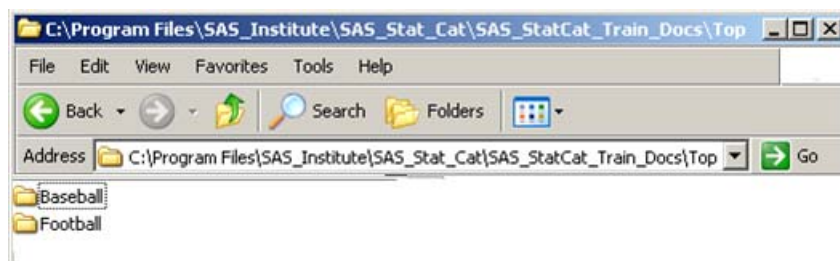 C:\Program Files\SAS_Institute\SAS_Stat_Cat\SAS_StatCat_Train_Docs\Top
File Edit View Favorites Tools Help
Back Search Folders
Address C:\Program Files\SAS_Institute\SAS_Stat_Cat\SAS_StatCat_Train_Docs\Top Go
Baseball
Football